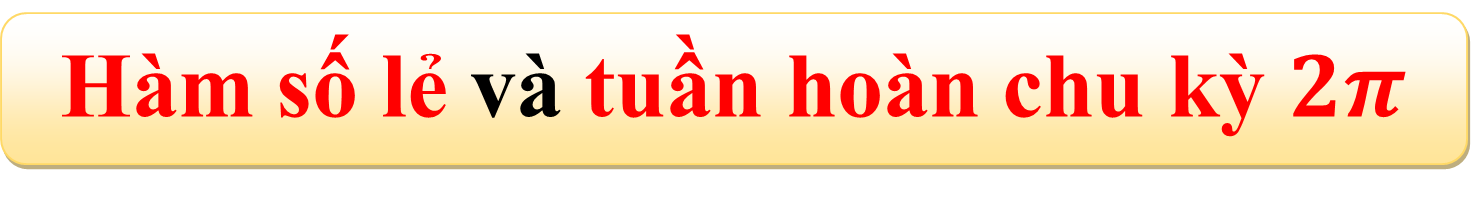 Hàm số lẻ và tuần hoàn chu kỳ 2π